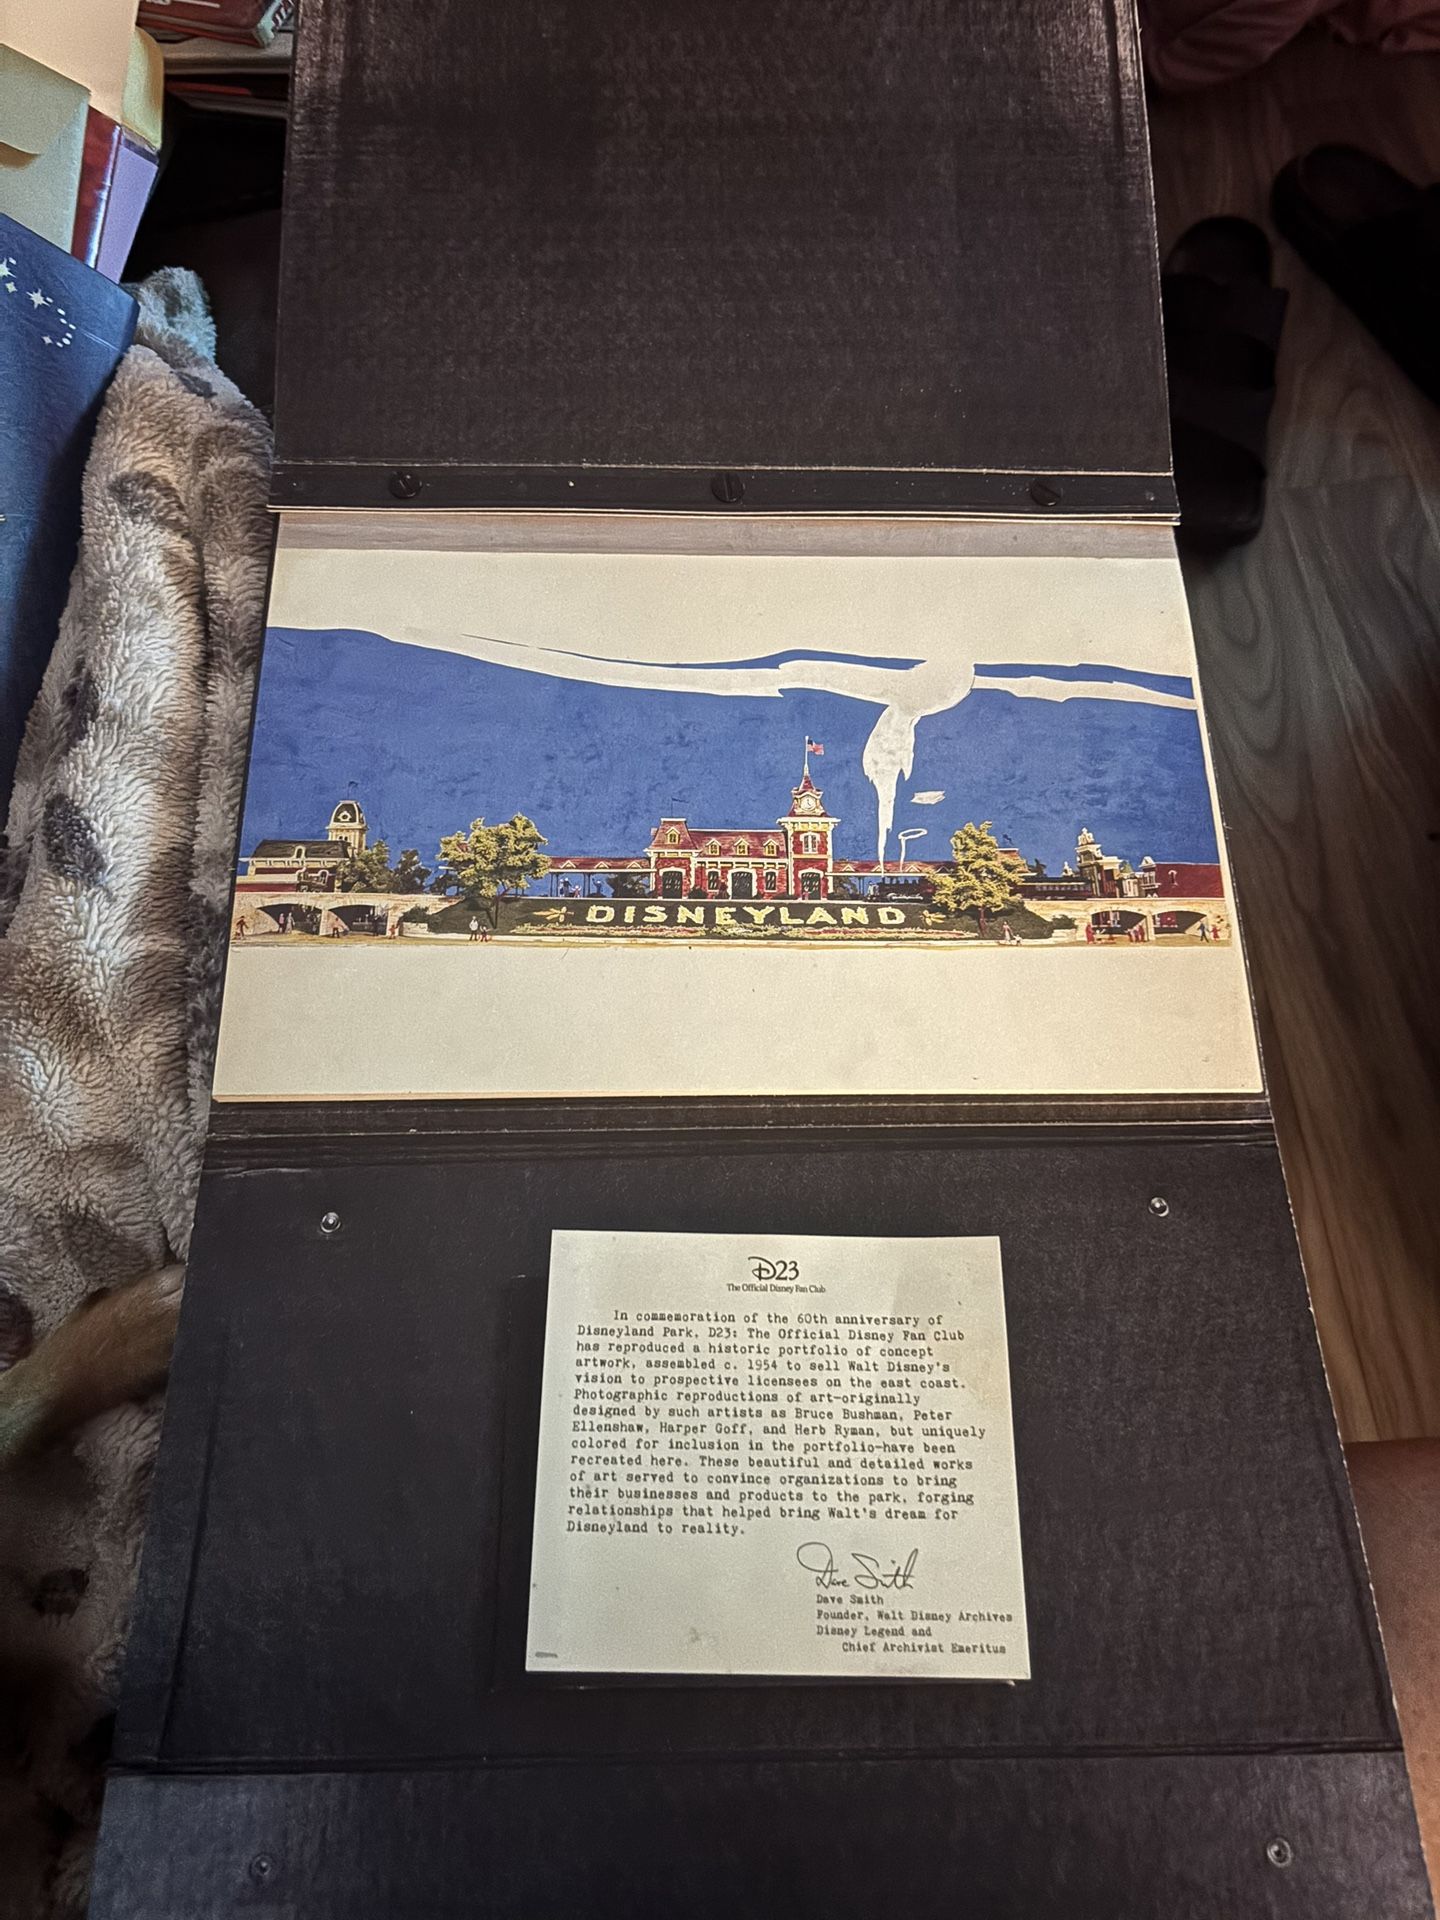 DISNEYLAND
D23
The Official Disney Fan Club
In commemoration of the 60th anniversary of
Disneyland Park, D23: The Official Disney Fan Club
has reproduced a historic portfolio of concept
artwork, assembled c. 1954 to sell Walt Disney's
vision to prospective licensees on the east coast.
Photographic reproductions of art—originally
designed by such artists as Bruce Bushman, Peter
Ellenshaw, Harper Goff, and Herb Ryman, but uniquely
colored for inclusion in the portfolio—have been
recreated here. These beautiful and detailed works
of art served to convince organizations to bring
their businesses and products to the park, forging
relationships that helped bring Walt's dream for
Disneyland to reality.
Dave Smith
Dave Smith
Founder, Walt Disney Archives
Disney Legend and
Chief Archivist Emeritus